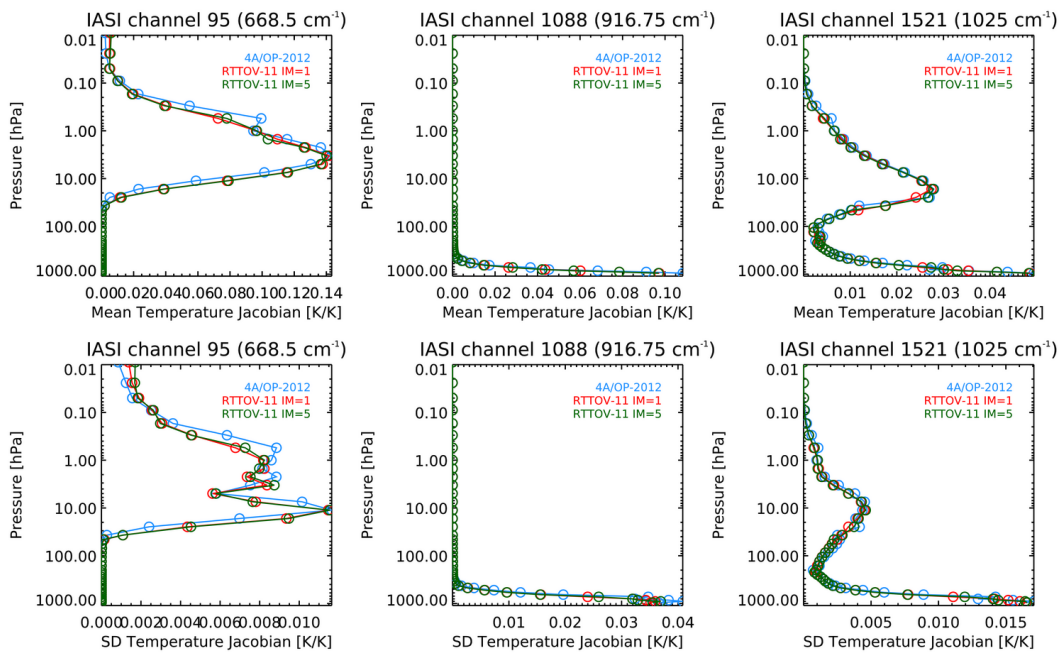 IASI channel 95 (668.5 cm⁻¹)
0.01
0.10
1.00
10.00
100.00
1000.00
Pressure [hPa]
4A/OP-2012
RTTOV-11 IM=1
RTTOV-11 IM=5
0.000.020.040.060.080.100.120.14
Mean Temperature Jacobian [K/K]
IASI channel 1088 (916.75 cm⁻¹)
0.01
0.10
1.00
10.00
100.00
1000.00
Pressure [hPa]
4A/OP-2012
RTTOV-11 IM=1
RTTOV-11 IM=5
0.00 0.02 0.04 0.06 0.08 0.10
Mean Temperature Jacobian [K/K]
IASI channel 1521 (1025 cm⁻¹)
0.01
0.10
1.00
10.00
100.00
1000.00
Pressure [hPa]
4A/OP-2012
RTTOV-11 IM=1
RTTOV-11 IM=5
0.01 0.02 0.03 0.04
Mean Temperature Jacobian [K/K]
IASI channel 95 (668.5 cm⁻¹)
0.01
0.10
1.00
10.00
100.00
1000.00
Pressure [hPa]
4A/OP-2012
RTTOV-11 IM=1
RTTOV-11 IM=5
0.0000.0020.0040.0060.0080.0100.012
SD Temperature Jacobian [K/K]
IASI channel 1088 (916.75 cm⁻¹)
0.01
0.10
1.00
10.00
100.00
1000.00
Pressure [hPa]
4A/OP-2012
RTTOV-11 IM=1
RTTOV-11 IM=5
0.01 0.02 0.03 0.04
SD Temperature Jacobian [K/K]
IASI channel 1521 (1025 cm⁻¹)
0.01
0.10
1.00
10.00
100.00
1000.00
Pressure [hPa]
4A/OP-2012
RTTOV-11 IM=1
RTTOV-11 IM=5
0.005 0.010 0.015
SD Temperature Jacobian [K/K]